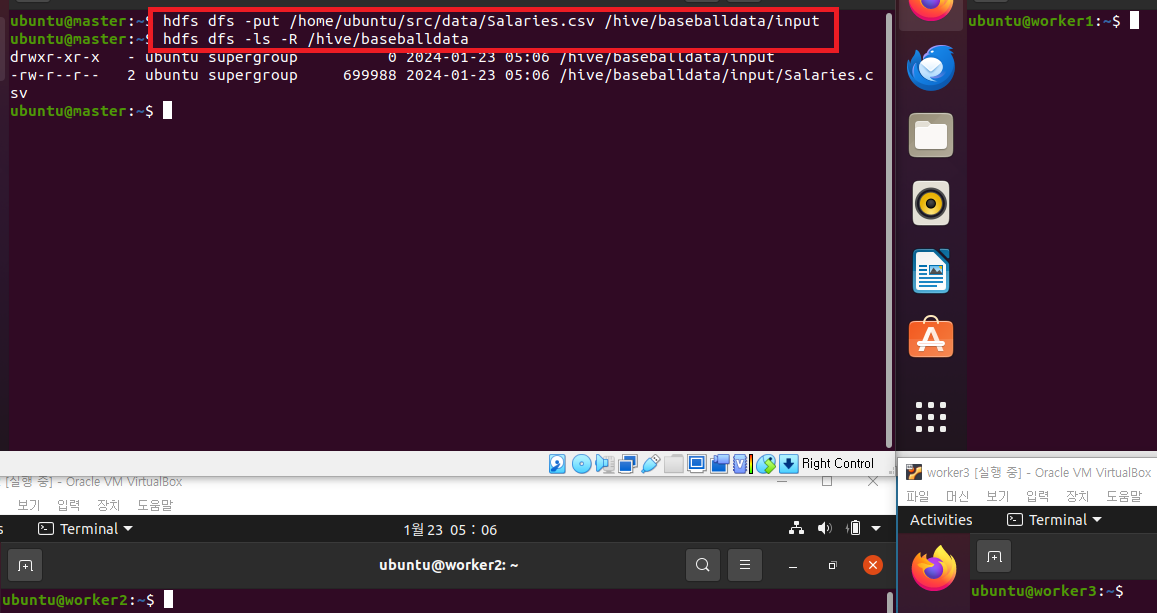 ubuntu@master:~$ hdfs dfs -put /home/ubuntu/src/data/Salaries.csv /hive/baseballdata/input
ubuntu@master:~$ hdfs dfs -ls -R /hive/baseballdata
drwxr-xr-x   - ubuntu supergroup          0 2024-01-23 05:06 /hive/baseballdata/input
-rw-r--r--   2 ubuntu supergroup     699988 2024-01-23 05:06 /hive/baseballdata/input/Salaries.c
sv
ubuntu@master:~$
ubuntu@worker1:~$
Right Control
[실행 중] - Oracle VM VirtualBox
보기 입력 장치 도움말
Terminal
1월 23 05 : 06
ubuntu@worker2: ~
ubuntu@worker2:~$
worker3 [실행 중] - Oracle VM VirtualBox
파일 머신 보기 입력 장치 도움말
Activities
Terminal
ubuntu@worker3:~$